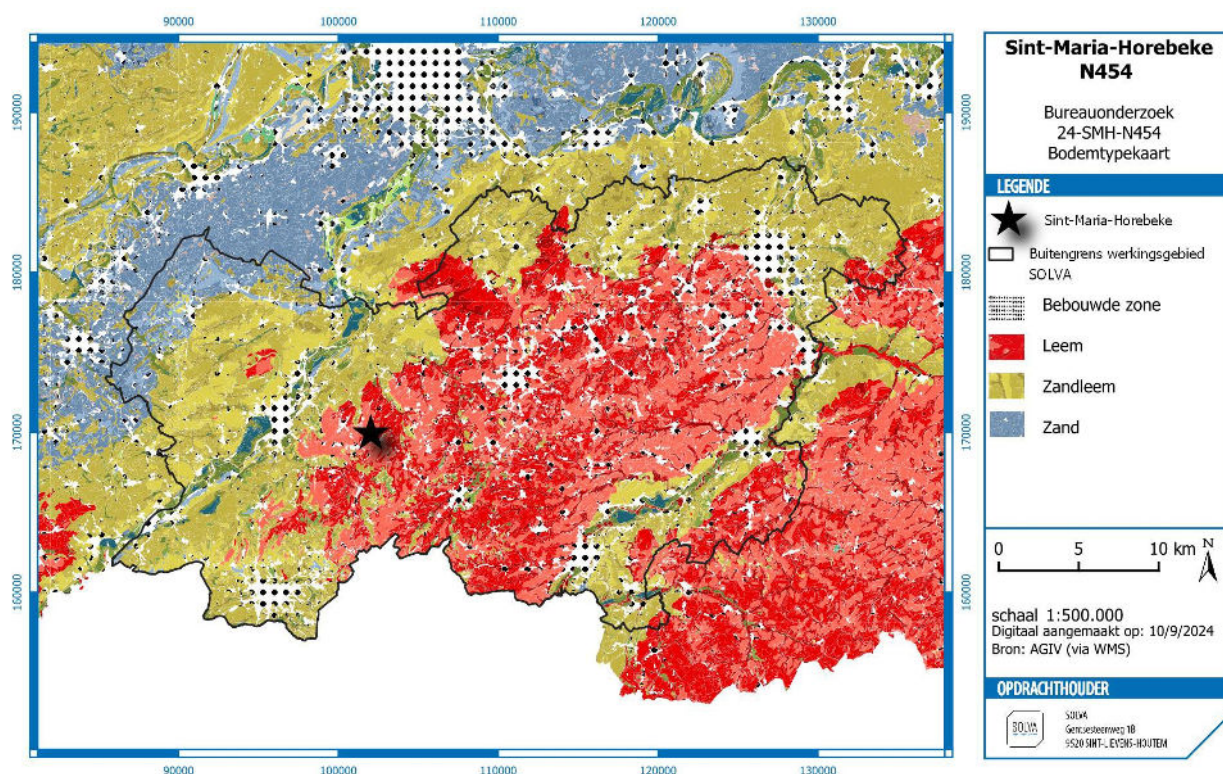 90000
100000
110000
120000
130000
190000
180000
170000
160000
190000
180000
170000
160000
90000
100000
110000
120000
130000
Sint-Maria-Horebeke
N454
Bureauonderzoek
24-SMH-N454
Bodemtypekaart
LEGENDE
Sint-Maria-Horebeke
Buitengrens werkingsgebied
SOLVA
Bebouwde zone
Leem
Zandleem
Zand
0 5 10 km N
schaal 1:500.000
Digitaal aangemaakt op: 10/9/2024
Bron: AGIV (via WMS)
OPDRACHTHOUDER
SOLVA
SOLVA
Gentsesteenweg 1B
9520 SINT-LIEVENS-HOUTEM